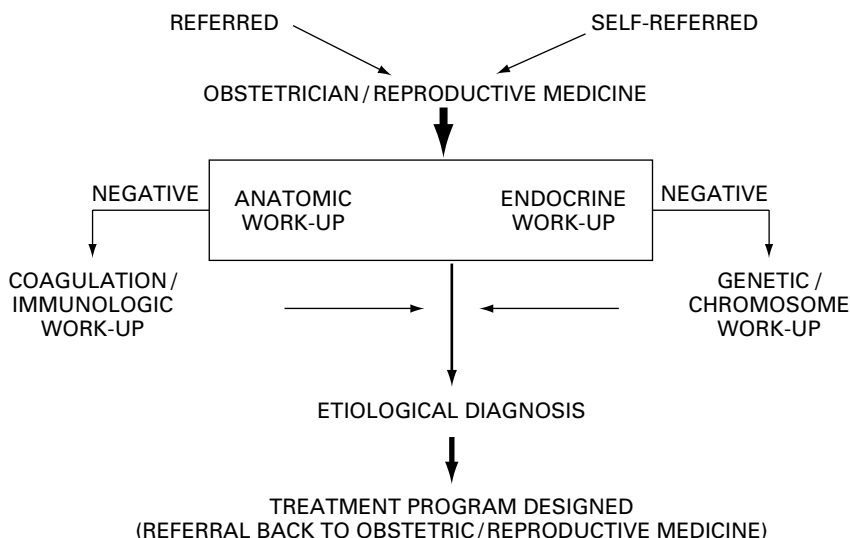 REFERRED
SELF-REFERRED
OBSTETRICIAN/REPRODUCTIVE MEDICINE
NEGATIVE
ANATOMIC
WORK-UP
ENDOCRINE
WORK-UP
NEGATIVE
COAGULATION/
IMMUNOLOGIC
WORK-UP
GENETIC/
CHROMOSOME
WORK-UP
ETIOLOGICAL DIAGNOSIS
TREATMENT PROGRAM DESIGNED
(REFERRAL BACK TO OBSTETRIC/REPRODUCTIVE MEDICINE)